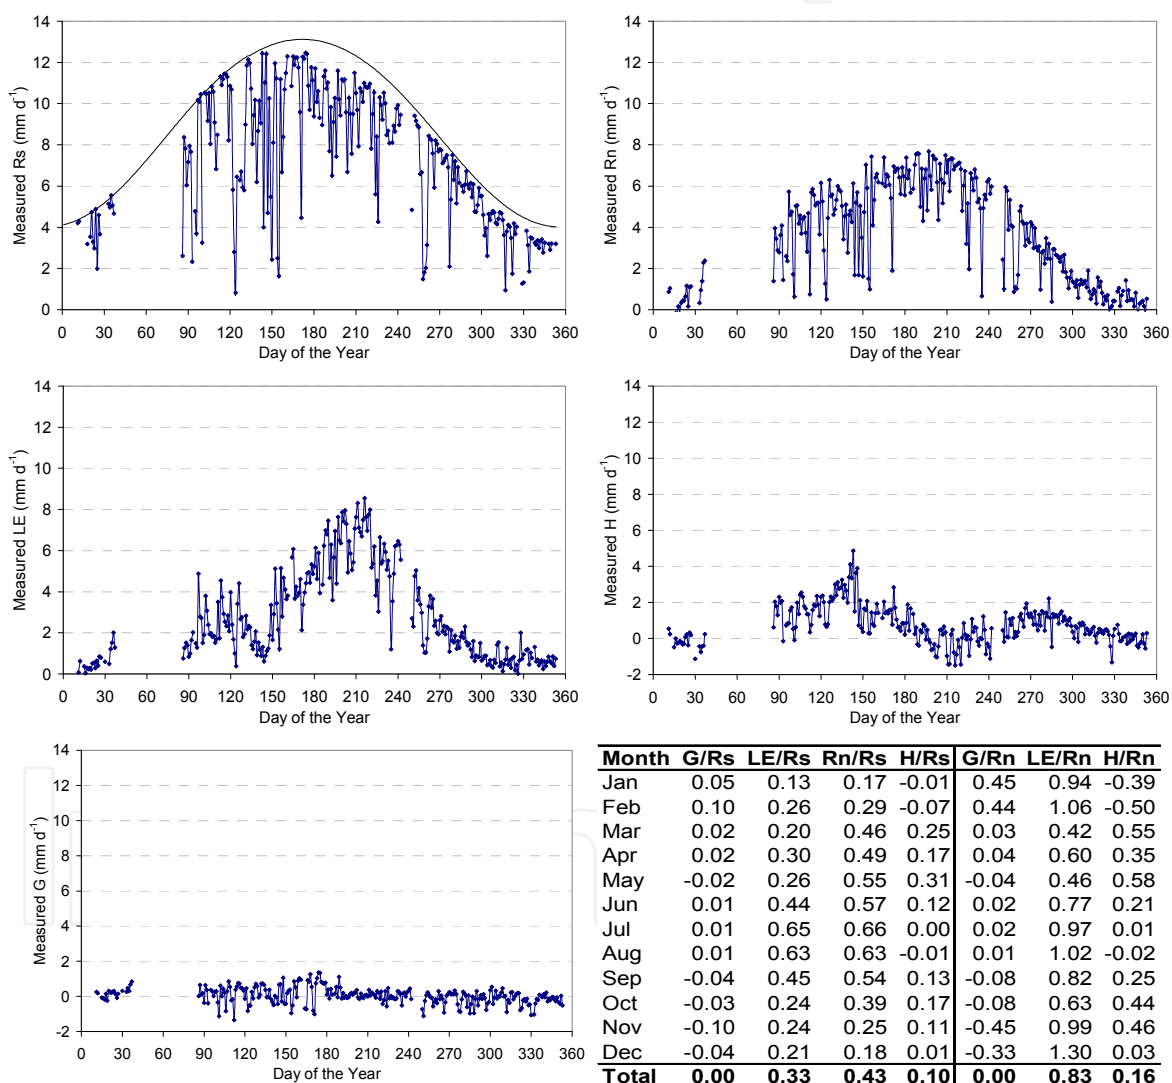 14
12
10
8
6
4
2
0
Measured Rs (mm d-1)
0 30 60 90 120 150 180 210 240 270 300 330 360
Day of the Year
14
12
10
8
6
4
2
0
Measured Rn (mm d-1)
0 30 60 90 120 150 180 210 240 270 300 330 360
Day of the Year
14
12
10
8
6
4
2
0
Measured LE (mm d-1)
0 30 60 90 120 150 180 210 240 270 300 330 360
Day of the Year
14
12
10
8
6
4
2
0
-2
Measured H (mm d-1)
0 30 60 90 120 150 180 210 240 270 300 330 360
Day of the Year
14
12
10
8
6
4
2
0
-2
Measured G (mm d-1)
0 30 60 90 120 150 180 210 240 270 300 330 360
Day of the Year
Month G/Rs LE/Rs Rn/Rs H/Rs G/Rn LE/Rn H/Rn
Jan 0.05 0.13 0.17 -0.01 0.45 0.94 -0.39
Feb 0.10 0.26 0.29 -0.07 0.44 1.06 -0.50
Mar 0.02 0.20 0.46 0.25 0.03 0.42 0.55
Apr 0.02 0.30 0.49 0.17 0.04 0.60 0.35
May -0.02 0.26 0.55 0.31 -0.04 0.46 0.58
Jun 0.01 0.44 0.57 0.12 0.02 0.77 0.21
Jul 0.01 0.65 0.66 0.00 0.02 0.97 0.01
Aug 0.01 0.63 0.63 -0.01 0.01 1.02 -0.02
Sep -0.04 0.45 0.54 0.13 -0.08 0.82 0.25
Oct -0.03 0.24 0.39 0.17 -0.08 0.63 0.44
Nov -0.10 0.24 0.25 0.11 -0.45 0.99 0.46
Dec -0.04 0.21 0.18 0.01 -0.33 1.30 0.03
Total 0.00 0.33 0.43 0.10 0.00 0.83 0.16